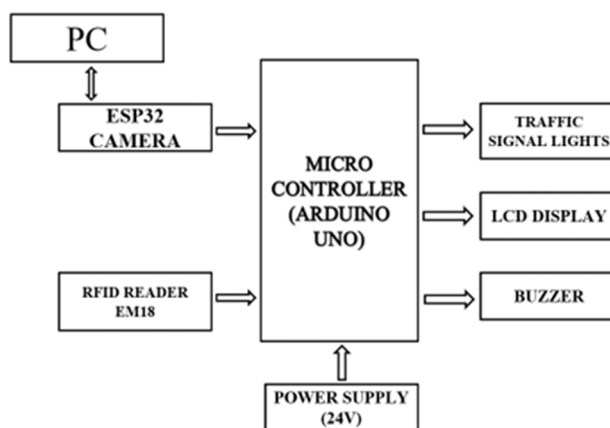 PC
ESP32
CAMERA
RFID READER
EM18
MICRO
CONTROLLER
(ARDUINO
UNO)
POWER SUPPLY
(24V)
TRAFFIC
SIGNAL LIGHTS
LCD DISPLAY
BUZZER